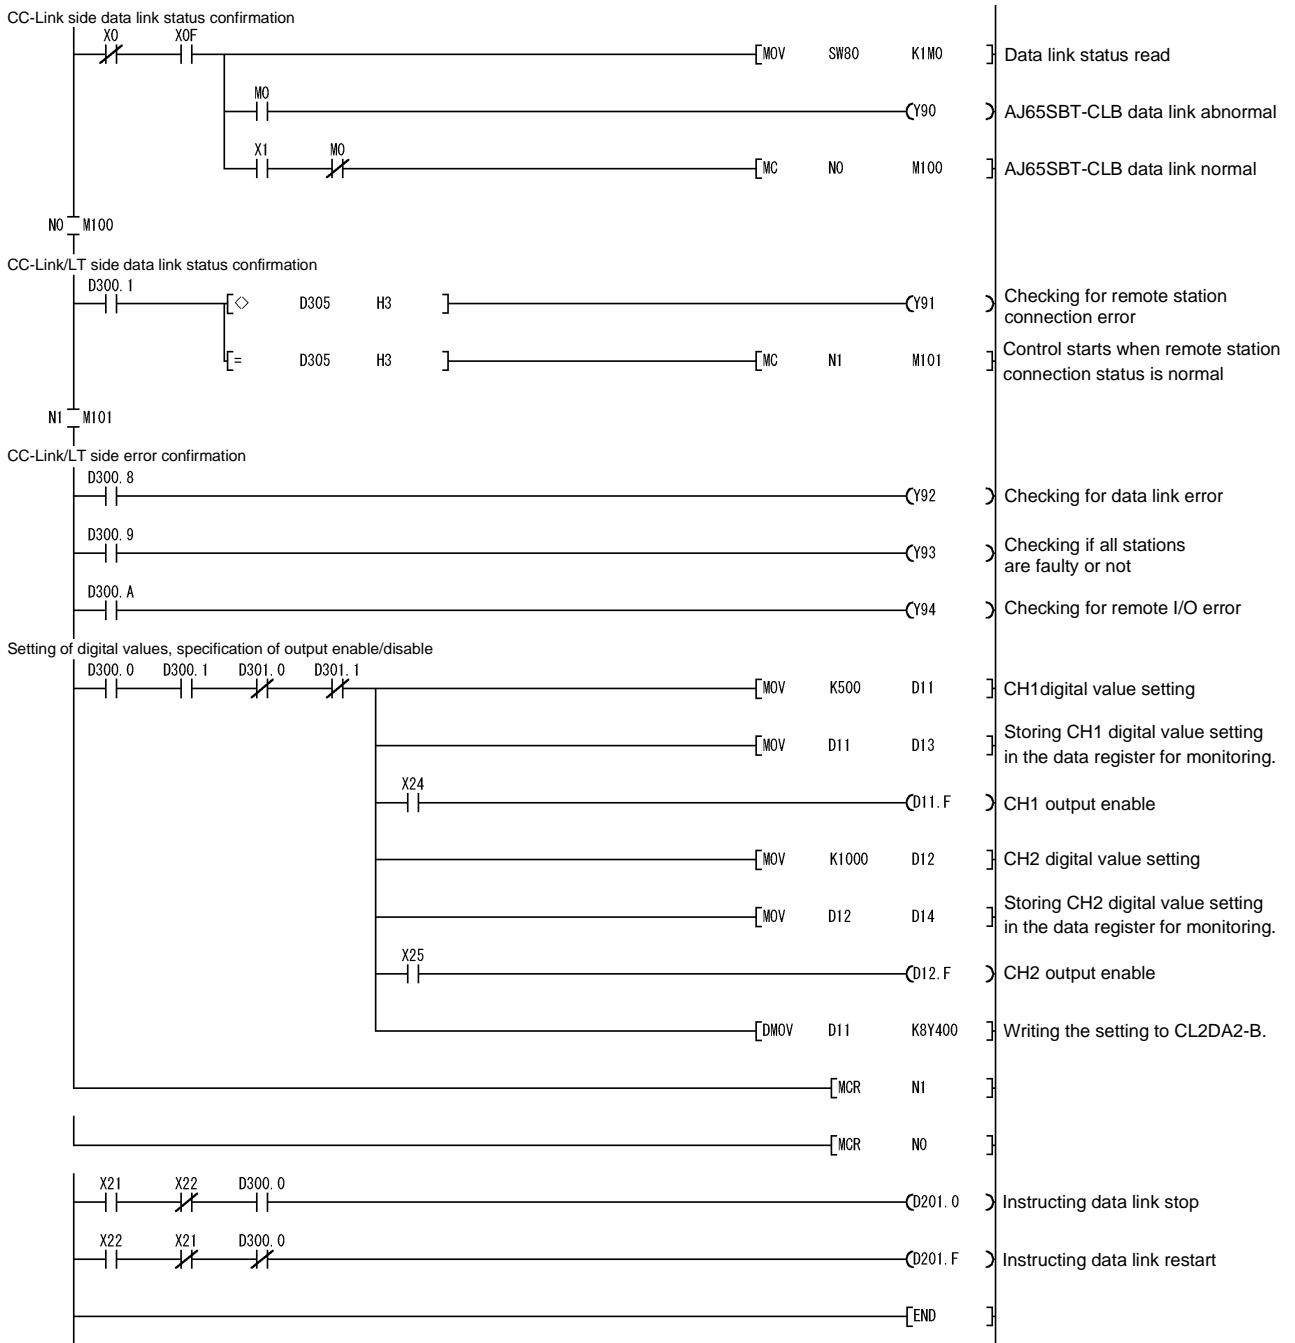 CC-Link side data link status confirmation
X0 X0F
MOV SW80 K1M0 Data link status read
M0
Y90 AJ65SBT-CLB data link abnormal
X1 M0
MC N0 M100 AJ65SBT-CLB data link normal
N0 M100
CC-Link/LT side data link status confirmation
D300.1
<> D305 H3 Y91 Checking for remote station
connection error
= D305 H3 MC N1 M101 Control starts when remote station
connection status is normal
N1 M101
CC-Link/LT side error confirmation
D300.8
Y92 Checking for data link error
D300.9
Y93 Checking if all stations
are faulty or not
D300.A
Y94 Checking for remote I/O error
Setting of digital values, specification of output enable/disable
D300.0 D300.1 D301.0 D301.1
MOV K500 D11 CH1digital value setting
MOV D11 D13 Storing CH1 digital value setting
in the data register for monitoring.
X24
D11.F CH1 output enable
MOV K1000 D12 CH2 digital value setting
MOV D12 D14 Storing CH2 digital value setting
in the data register for monitoring.
X25
D12.F CH2 output enable
DMOV D11 K8Y400 Writing the setting to CL2DA2-B.
MCR N1
MCR N0
X21 X22 D300.0
D201.0 Instructing data link stop
X22 X21 D300.0
D201.F Instructing data link restart
END